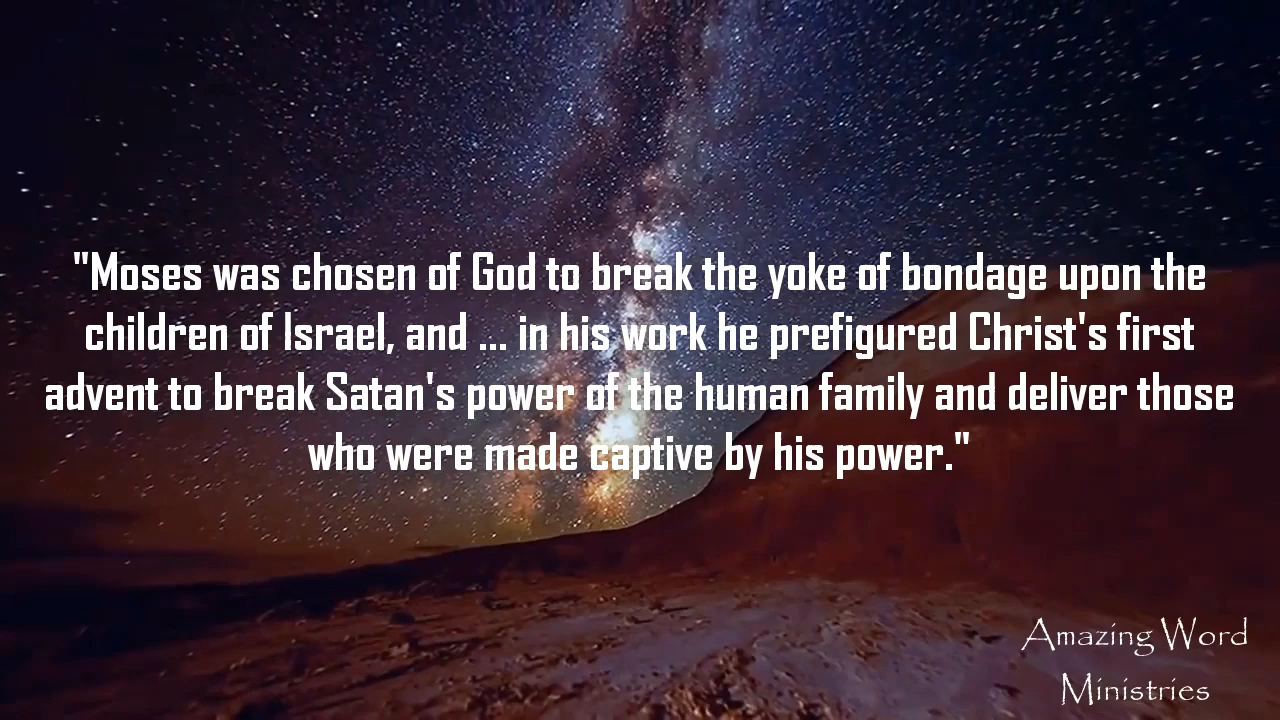 "Moses was chosen of God to break the yoke of bondage upon the
children of Israel, and ... in his work he prefigured Christ's first
advent to break Satan's power of the human family and deliver those
who were made captive by his power."
Amazing Word
Ministries